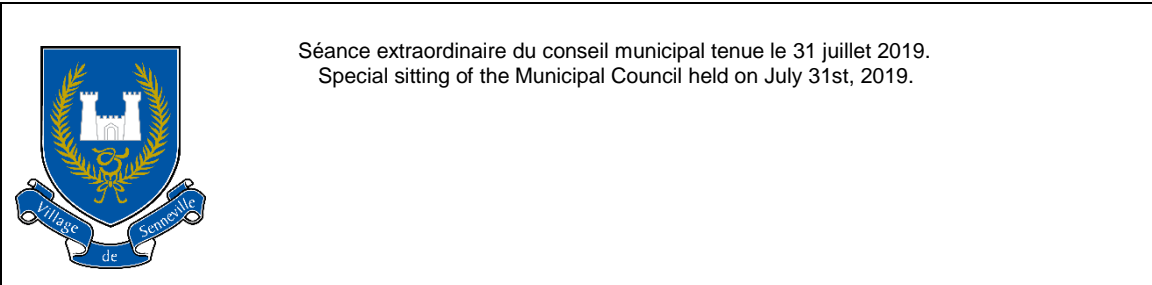 Séance extraordinaire du conseil municipal tenue le 31 juillet 2019.
Special sitting of the Municipal Council held on July 31st, 2019.
Village
de
Senneville